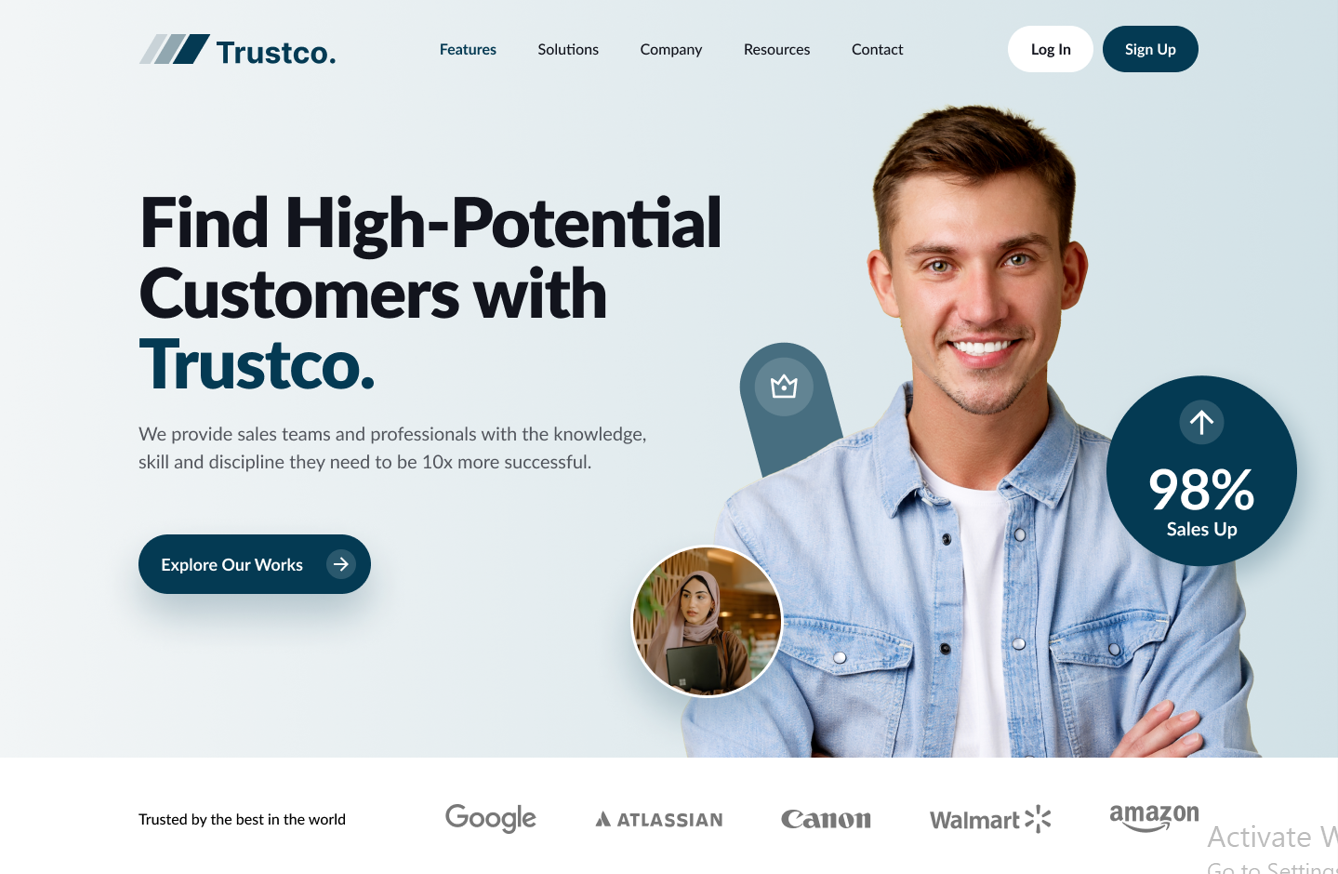 Trustco.
Features
Solutions
Company
Resources
Contact
Log In
Sign Up
Find High-Potential
Customers with
Trustco.
We provide sales teams and professionals with the knowledge,
skill and discipline they need to be 10x more successful.
Explore Our Works
98%
Sales Up
Trusted by the best in the world
Google
ATLASSIAN
Canon
Walmart
amazon
Activate W
Go to Setting